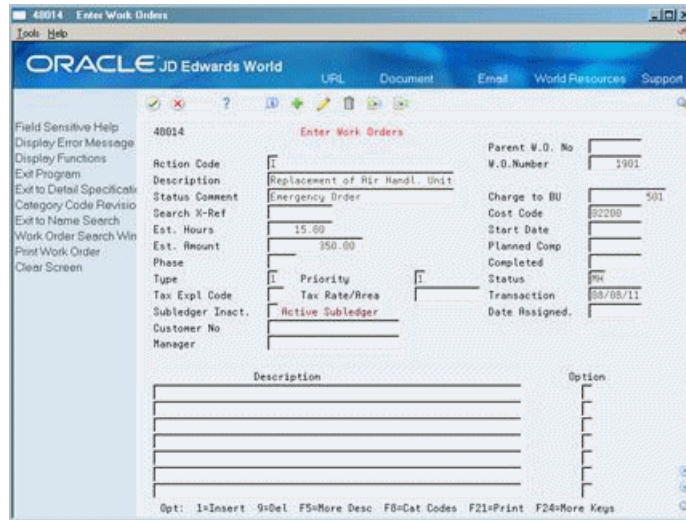 48014 Enter Work Orders
Tools Help
ORACLE JD Edwards World
URL Document Email World Resources Support
Field Sensitive Help
Display Error Message
Display Functions
Exit Program
Exit to Detail Specificati
Category Code Revisio
Exit to Name Search
Work Order Search Win
Print Work Order
Clear Screen
48014 Enter Work Orders
Parent W.O. No
Action Code I W.O.Number 1901
Description Replacement of Air Handl. Unit
Status Comment Emergency Order Charge to BU 501
Search X-Ref Cost Code 02200
Est. Hours 15.00 Start Date
Est. Amount 350.00 Planned Comp
Phase Completed
Type 1 Priority 1 Status MH
Tax Expl Code Tax Rate/Area Transaction 08/08/11
Subledger Inact. Active Subledger Date Assigned.
Customer No
Manager
Description Option
Opt: 1=Insert 9=Del F5=More Desc F8=Cat Codes F21=Print F24=More Keys